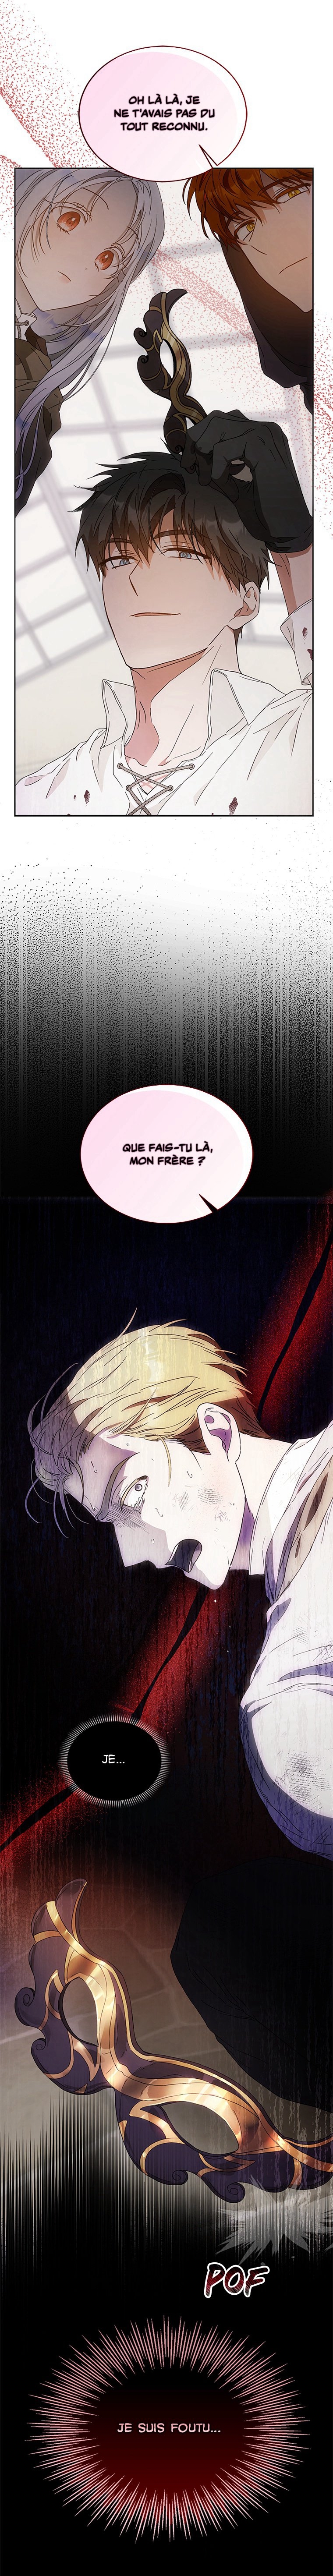 OH LÀ LÀ, JE
NE T'AVAIS PAS DU
TOUT RECONNU.
QUE FAIS-TU LÀ,
MON FRÈRE ?
JE...
POF
JE SUIS FOUTU...